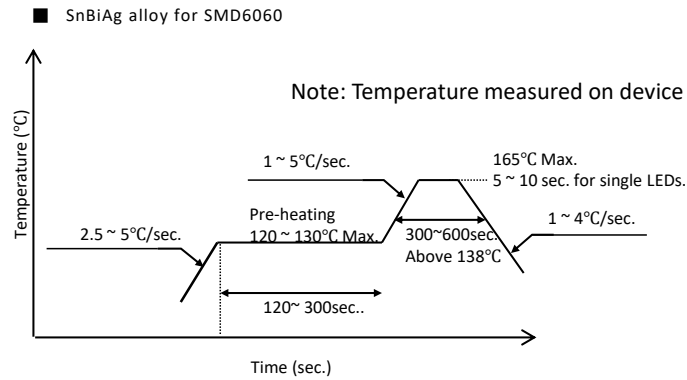 ■ SnBiAg alloy for SMD6060
Note: Temperature measured on device
Temperature (℃)
1 ~ 5℃/sec.
165℃ Max.
5 ~ 10 sec. for single LEDs.
Pre-heating
120 ~ 130℃ Max.
2.5 ~ 5℃/sec.
300~600sec.
Above 138℃
1 ~ 4℃/sec.
120~ 300sec..
Time (sec.)